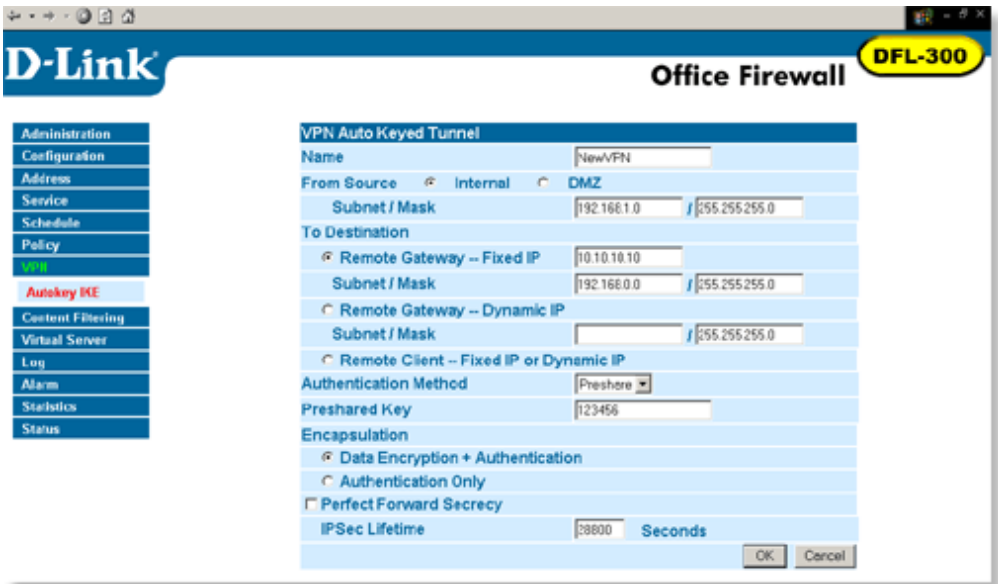 D-Link
Office Firewall
DFL-300
Administration
Configuration
Address
Service
Schedule
Policy
VPN
Autokey IKE
Content Filtering
Virtual Server
Log
Alarm
Statistics
Status
VPN Auto Keyed Tunnel
Name NewVPN
From Source Internal DMZ
Subnet / Mask 192.168.1.0 / 255.255.255.0
To Destination
Remote Gateway -- Fixed IP 10.10.10.10
Subnet / Mask 192.168.0.0 / 255.255.255.0
Remote Gateway -- Dynamic IP
Subnet / Mask / 255.255.255.0
Remote Client -- Fixed IP or Dynamic IP
Authentication Method Preshare
Preshared Key 123456
Encapsulation
Data Encryption + Authentication
Authentication Only
Perfect Forward Secrecy
IPSec Lifetime 28800 Seconds
OK Cancel